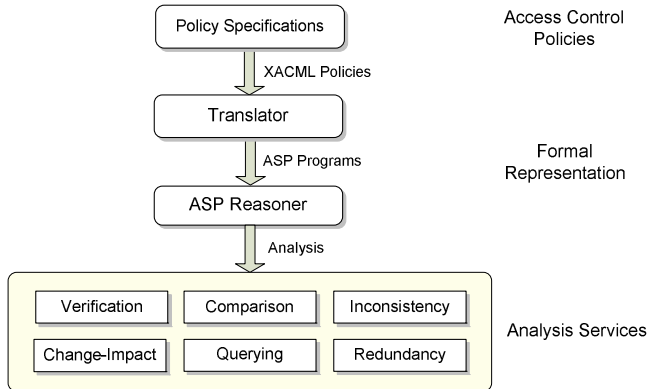 Policy Specifications
Access Control
Policies
XACML Policies
Translator
ASP Programs
Formal
Representation
ASP Reasoner
Analysis
Verification
Comparison
Inconsistency
Analysis Services
Change-Impact
Querying
Redundancy